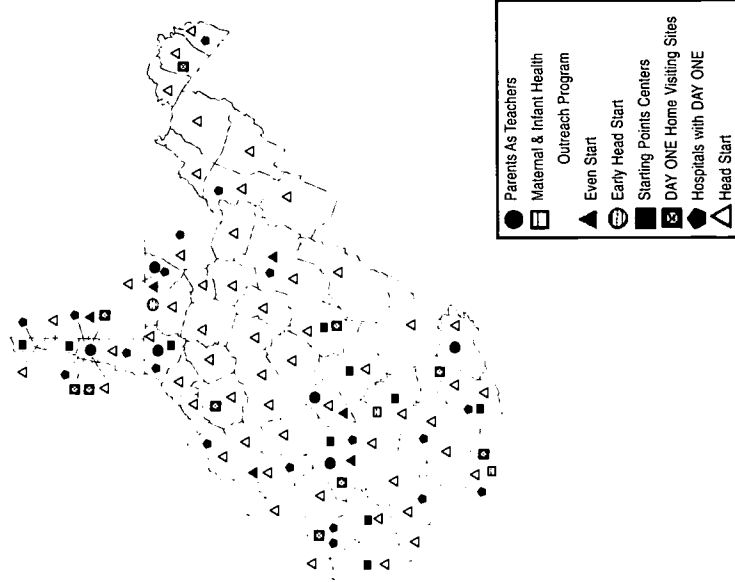 Parents As Teachers
Maternal & Infant Health
Outreach Program
Even Start
Early Head Start
Starting Points Centers
DAY ONE Home Visiting Sites
Hospitals with DAY ONE
Head Start